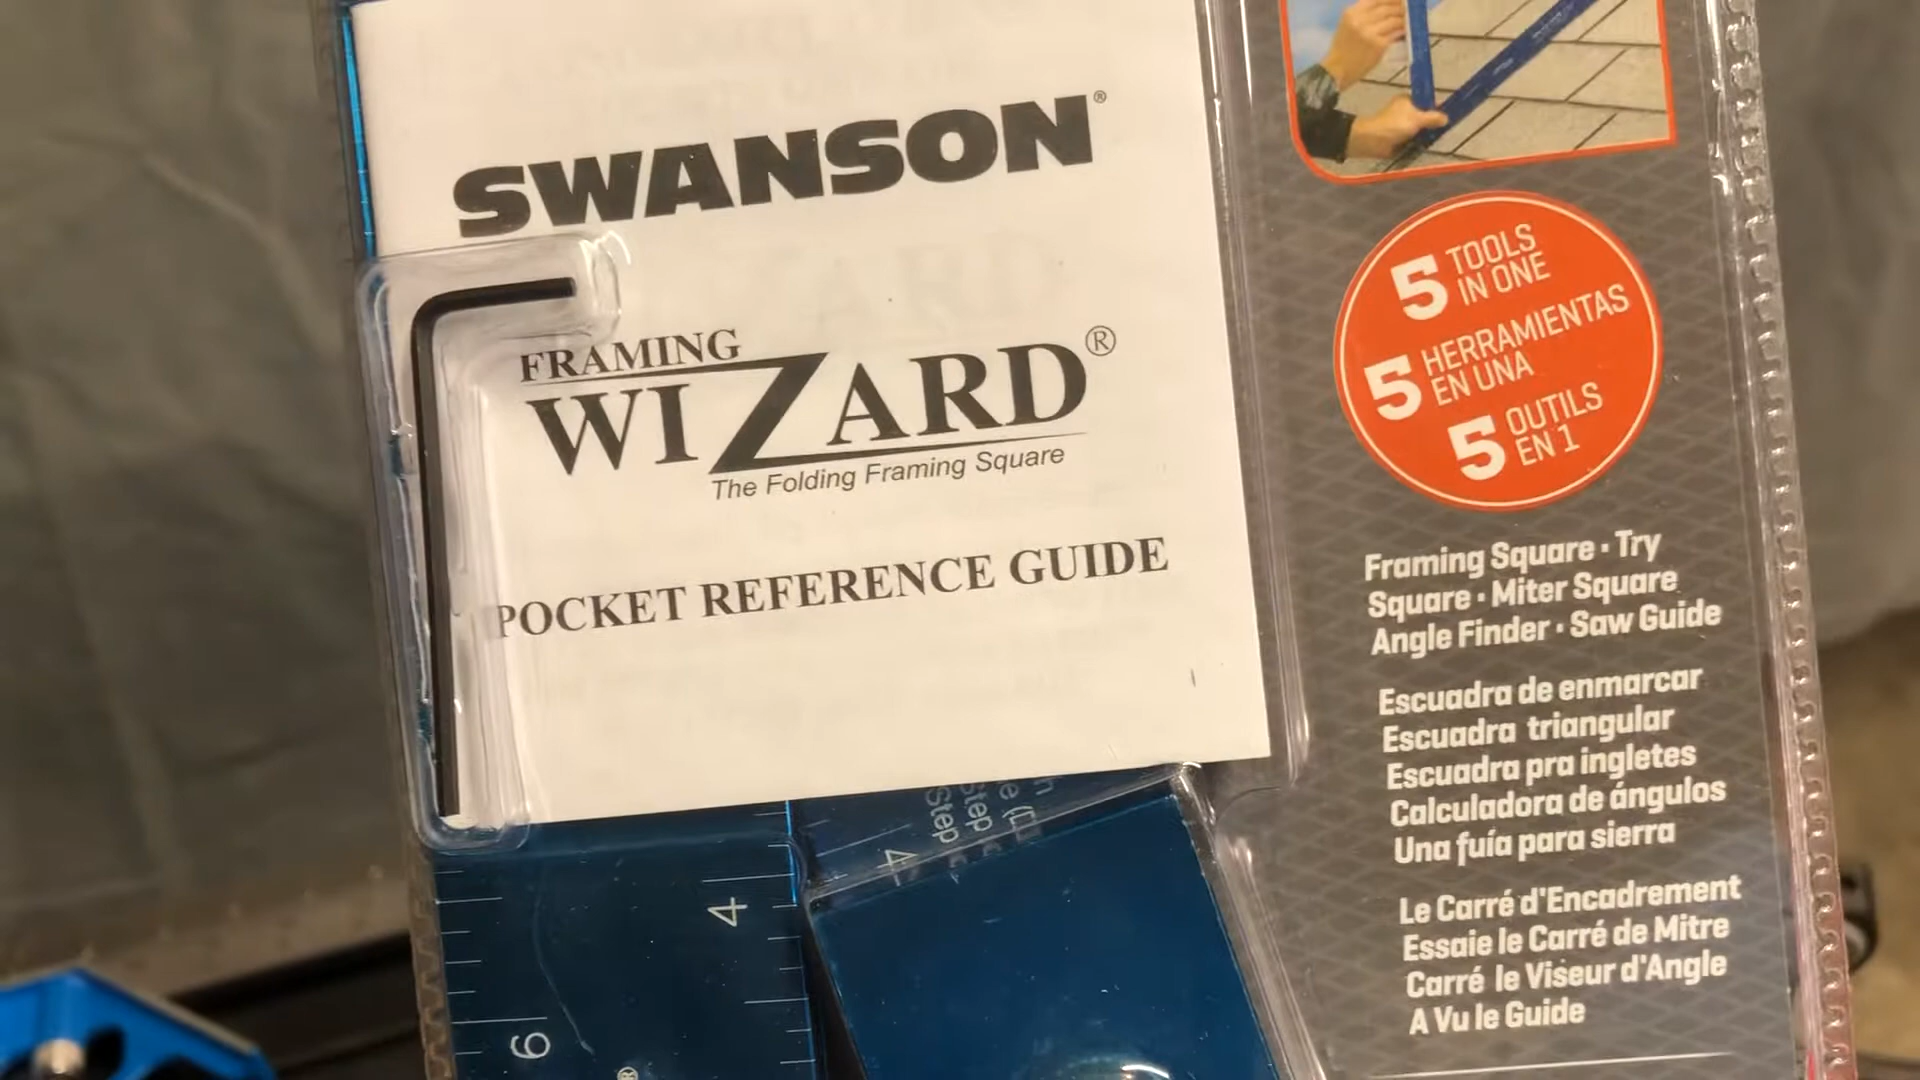 SWANSON®
FRAMING
WIZARD®
The Folding Framing Square
POCKET REFERENCE GUIDE
5 TOOLS
IN ONE
5 HERRAMIENTAS
EN UNA
5 OUTILS
EN 1
Framing Square · Try
Square · Miter Square
Angle Finder · Saw Guide
Escuadra de enmarcar
Escuadra triangular
Escuadra pra ingletes
Calculadora de ángulos
Una fuía para sierra
Le Carré d'Encadrement
Essaie le Carré de Mitre
Carré le Viseur d'Angle
A Vu le Guide
Step
Step
4
4
6
®